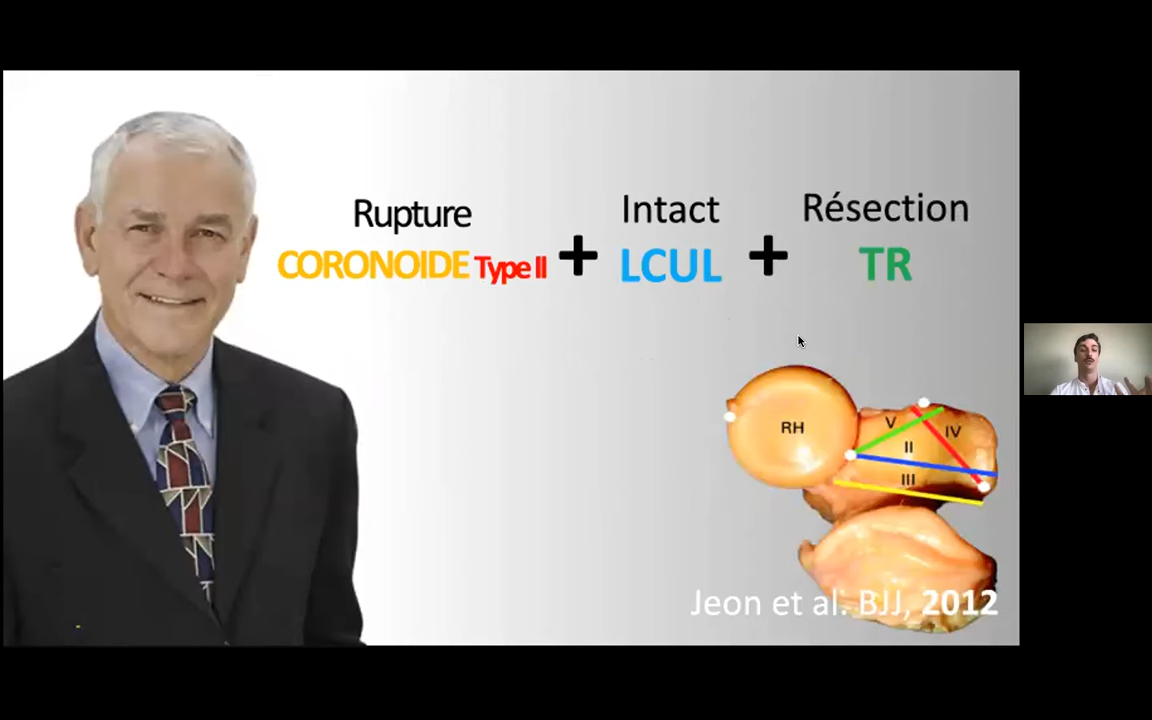 Rupture
CORONOIDE Type II
+
Intact
LCUL
+
Résection
TR
RH
V
IV
II
III
Jeon et al. BJJ, 2012